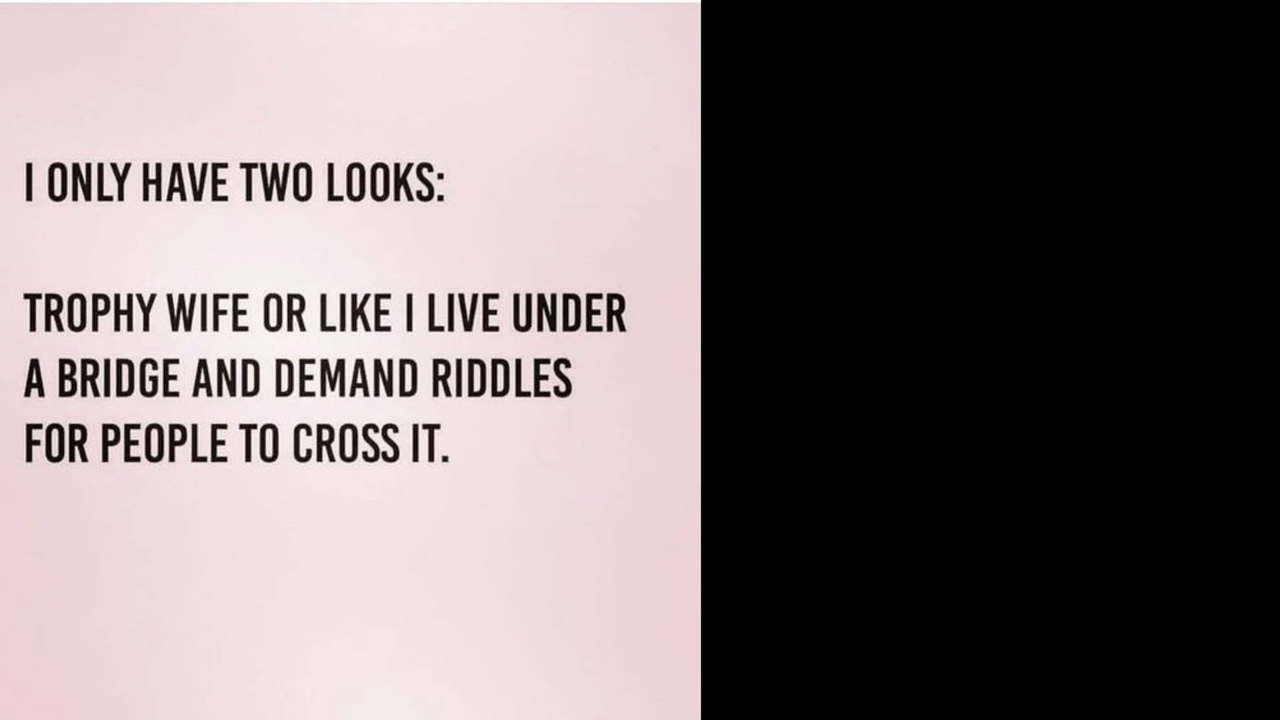 I ONLY HAVE TWO LOOKS:
TROPHY WIFE OR LIKE I LIVE UNDER
A BRIDGE AND DEMAND RIDDLES
FOR PEOPLE TO CROSS IT.